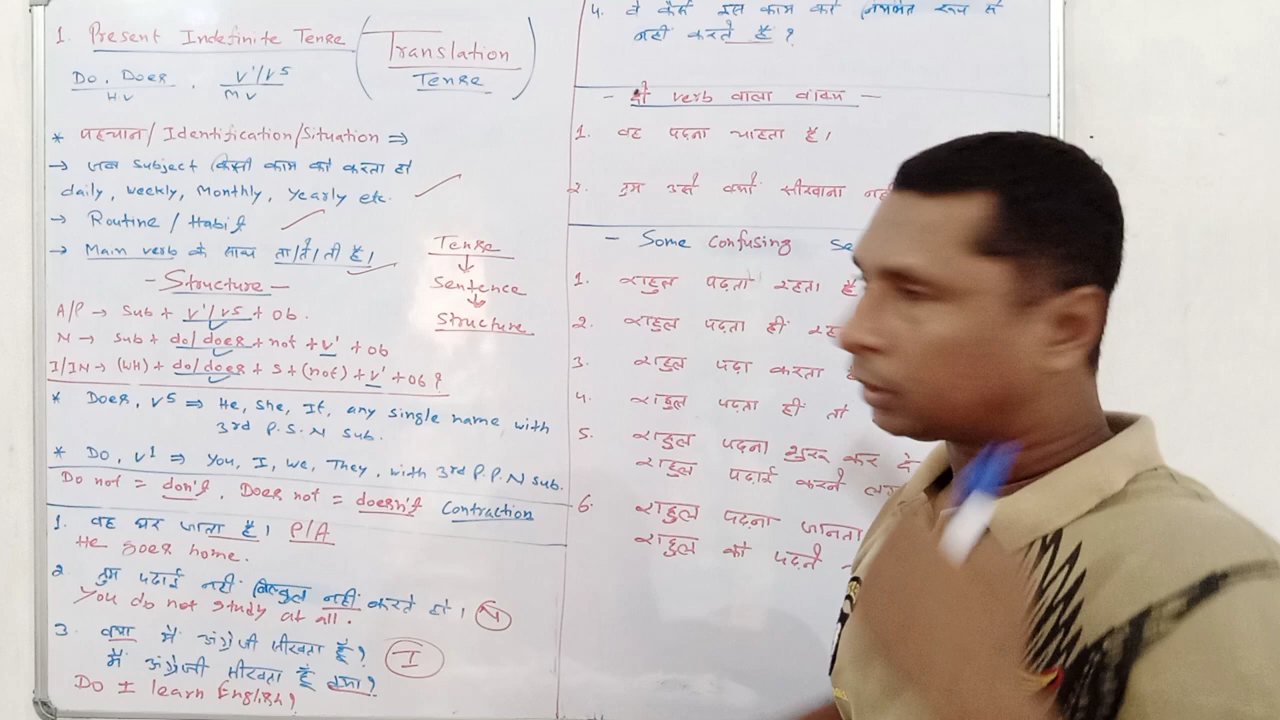 1. Present Indefinite Tense
Translation
Tense
Do, Does V¹/V⁵
H.V M V
* पहचान/Identification/Situation ⇒
→ जब Subject किसी काम को करता हो
daily, weekly, Monthly, Yearly etc.
→ Routine / Habit
→ Main verb के साथ ता/ते/ती है।
- Structure -
A/P → Sub + V¹/V⁵ + Ob.
N → Sub + do/does + not + V¹ + Ob
I/IN → (WH) + do/does + S + (not) + V¹ + Ob ?
Tense
↓
Sentence
↓
Structure
* Does, V⁵ ⇒ He, She, It, any single name with
3rd P.S.N Sub.
* Do, V¹ ⇒ You, I, We, They, with 3rd P.P.N Sub.
Do not = don't, Does not = doesn't Contraction
1. वह घर जाता है। P/A
He goes home.
2. तुम पढ़ाई नहीं बिल्कुल नहीं करते हो। N
You do not study at all.
3. क्या मैं अंग्रेजी सीखता हूँ? I
मैं अंग्रेजी सीखता हूँ क्या?
Do I learn English?
4. वे कैसे इस काम को नियमित रूप से
नहीं करते हैं ?
- दो verb वाला वाक्य -
1. वह पढ़ना चाहता है।
2. तुम उसे क्यों सीखाना
- Some confusing
1. राहुल पढ़ता रहता है
2. राहुल पढ़ता ही
3. राहुल पढ़ा करता
4. राहुल पढ़ता ही तो
5. राहुल पढ़ना शुरू कर
राहुल पढ़ाई करने
6. राहुल पढ़ना जानता
राहुल को पढ़ने